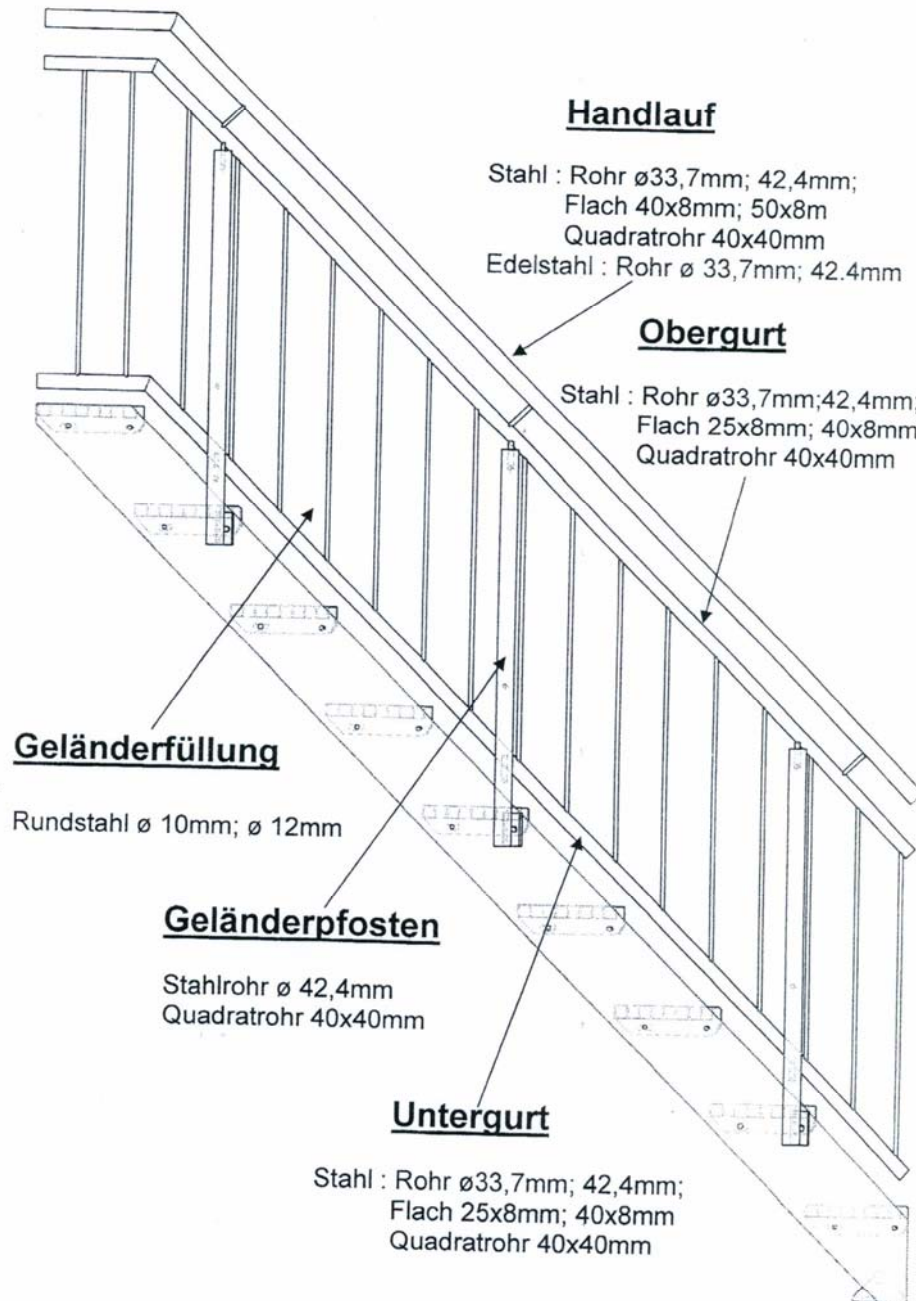 Handlauf
Stahl : Rohr ø33,7mm; 42,4mm;
Flach 40x8mm; 50x8m
Quadratrohr 40x40mm
Edelstahl : Rohr ø 33,7mm; 42.4mm
Obergurt
Stahl : Rohr ø33,7mm;42,4mm;
Flach 25x8mm; 40x8mm
Quadratrohr 40x40mm
Geländerfüllung
Rundstahl ø 10mm; ø 12mm
Geländerpfosten
Stahlrohr ø 42,4mm
Quadratrohr 40x40mm
Untergurt
Stahl : Rohr ø33,7mm; 42,4mm;
Flach 25x8mm; 40x8mm
Quadratrohr 40x40mm